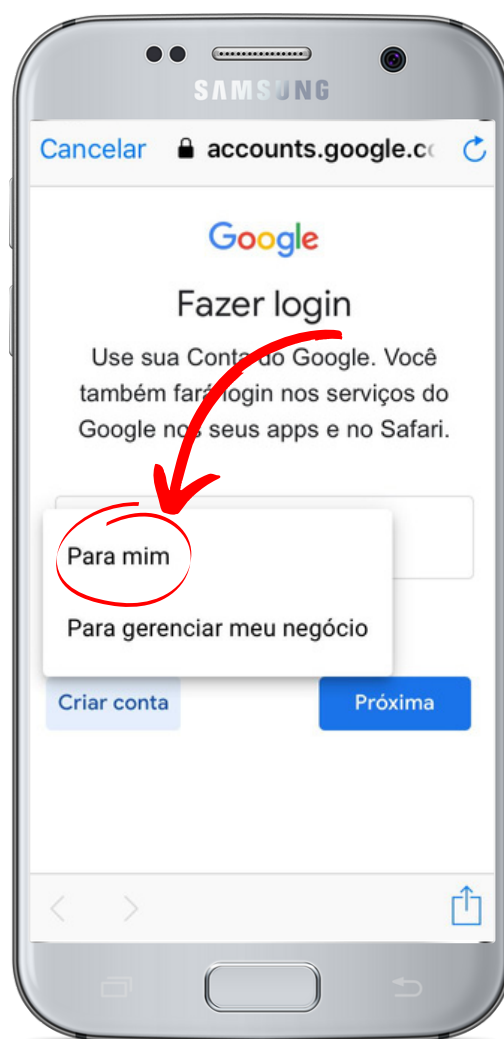 SAMSUNG
Cancelar accounts.google.c
Google
Fazer login
Use sua Conta do Google. Você
também fará login nos serviços do
Google nos seus apps e no Safari.
Para mim
Para gerenciar meu negócio
Criar conta
Próxima